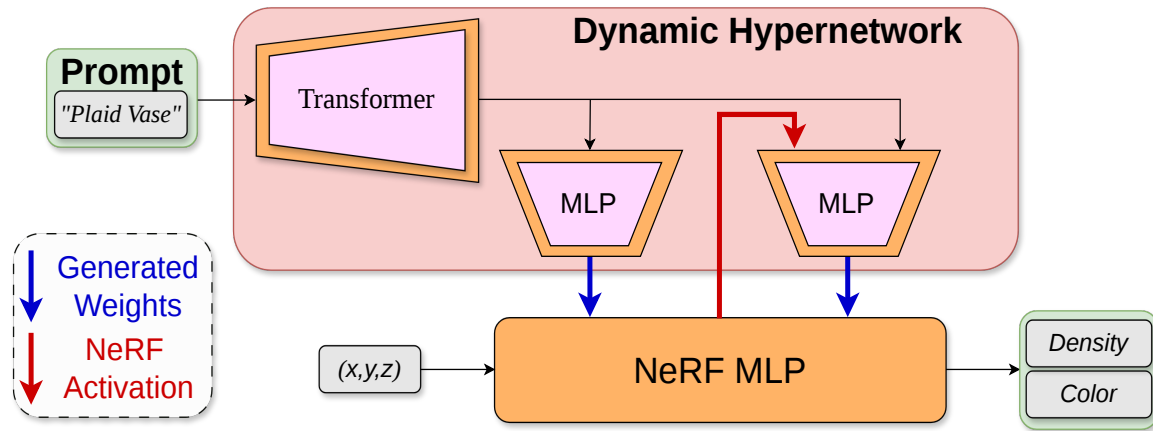 Dynamic Hypernetwork
Prompt
"Plaid Vase"
Transformer
MLP
MLP
Generated
Weights
NeRF
Activation
(x,y,z)
NeRF MLP
Density
Color